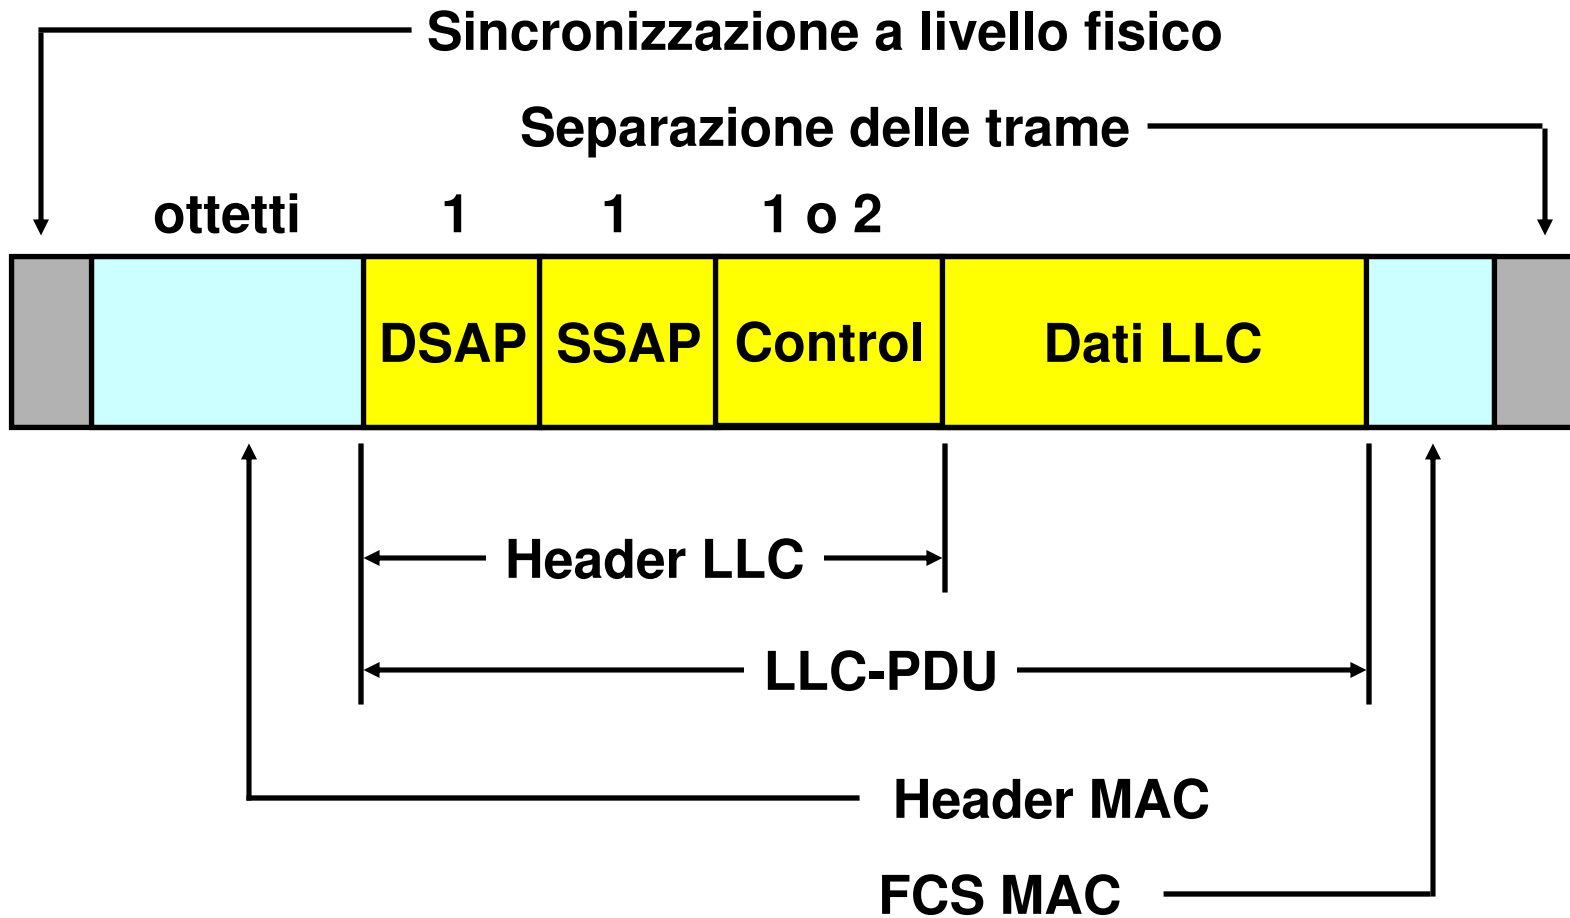 Sincronizzazione a livello fisico
Separazione delle trame
ottetti 1 1 1 o 2
DSAP SSAP Control Dati LLC
Header LLC
LLC-PDU
Header MAC
FCS MAC